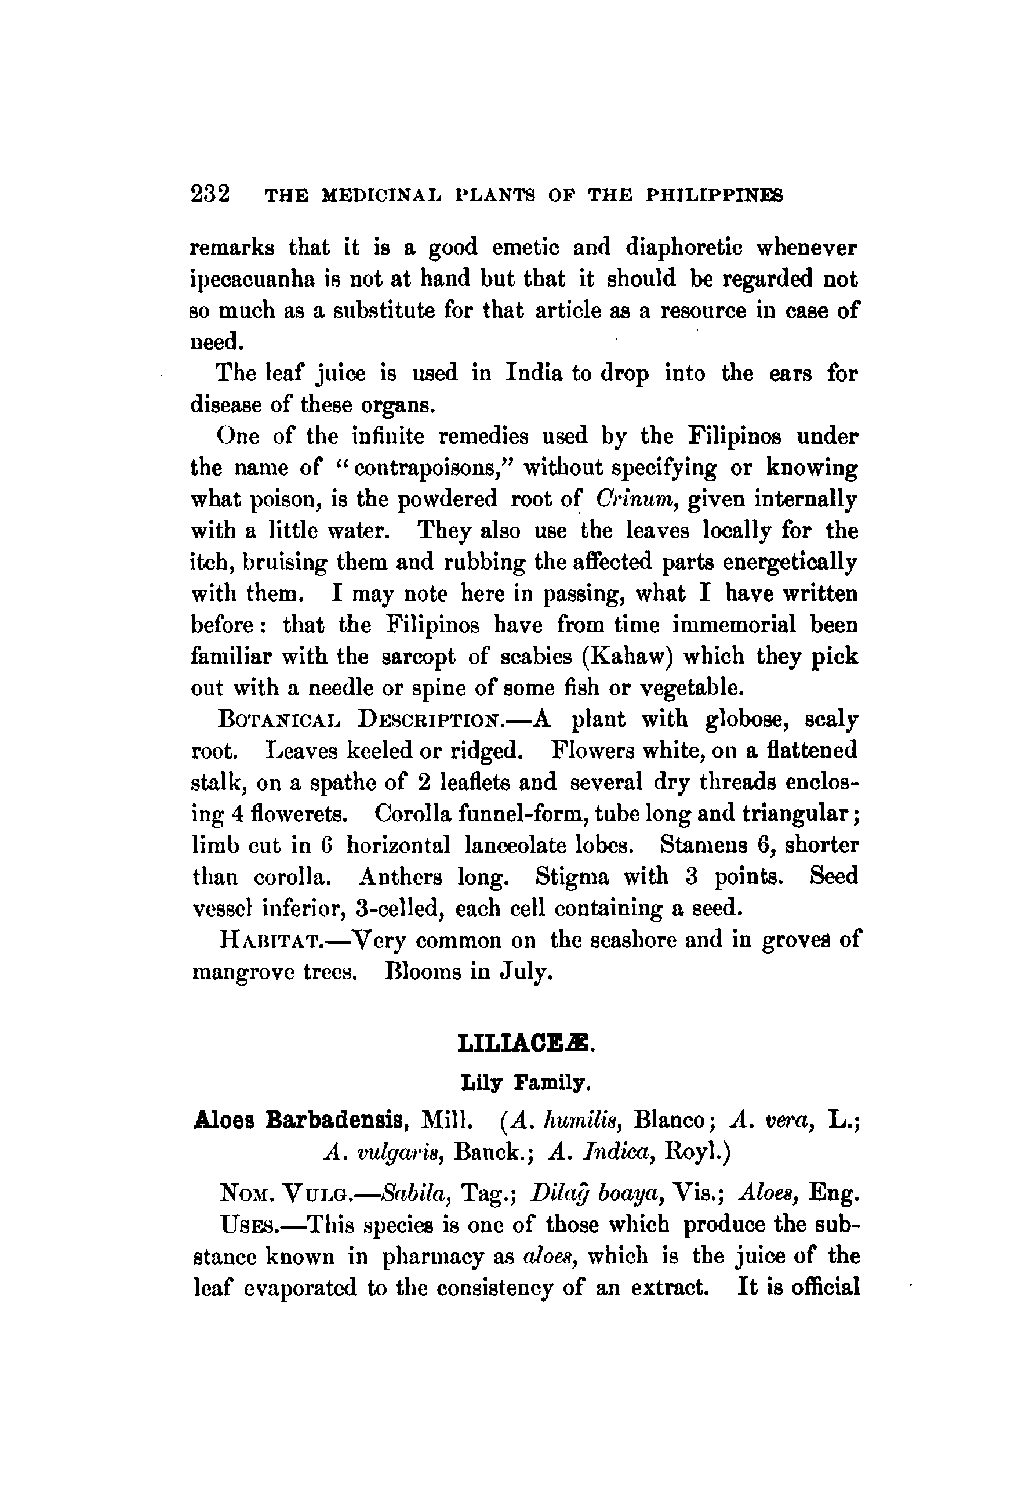 232 THE MEDICINAL PLANTS OF THE PHILIPPINES
remarks that it is a good emetic and diaphoretic whenever
ipecacuanha is not at hand but that it should be regarded not
so much as a substitute for that article as a resource in case of
need.
The leaf juice is used in India to drop into the ears for
disease of these organs.
One of the infinite remedies used by the Filipinos under
the name of “contrapoisons,” without specifying or knowing
what poison, is the powdered root of Crinum, given internally
with a little water. They also use the leaves locally for the
itch, bruising them and rubbing the affected parts energetically
with them. I may note here in passing, what I have written
before: that the Filipinos have from time immemorial been
familiar with the sarcopt of scabies (Kahaw) which they pick
out with a needle or spine of some fish or vegetable.
BOTANICAL DESCRIPTION.—A plant with globose, scaly
root. Leaves keeled or ridged. Flowers white, on a flattened
stalk, on a spathe of 2 leaflets and several dry threads enclos-
ing 4 flowerets. Corolla funnel-form, tube long and triangular;
limb cut in 6 horizontal lanceolate lobes. Stamens 6, shorter
than corolla. Anthers long. Stigma with 3 points. Seed
vessel inferior, 3-celled, each cell containing a seed.
HABITAT.—Very common on the seashore and in groves of
mangrove trees. Blooms in July.
LILIACEÆ.
Lily Family.
Aloes Barbadensis, Mill. (A. humilis, Blanco; A. vera, L.;
A. vulgaris, Bauck.; A. Indica, Royl.)
NOM. VULG.—Sabila, Tag.; Dilag̃ boaya, Vis.; Aloes, Eng.
USES.—This species is one of those which produce the sub-
stance known in pharmacy as aloes, which is the juice of the
leaf evaporated to the consistency of an extract. It is official